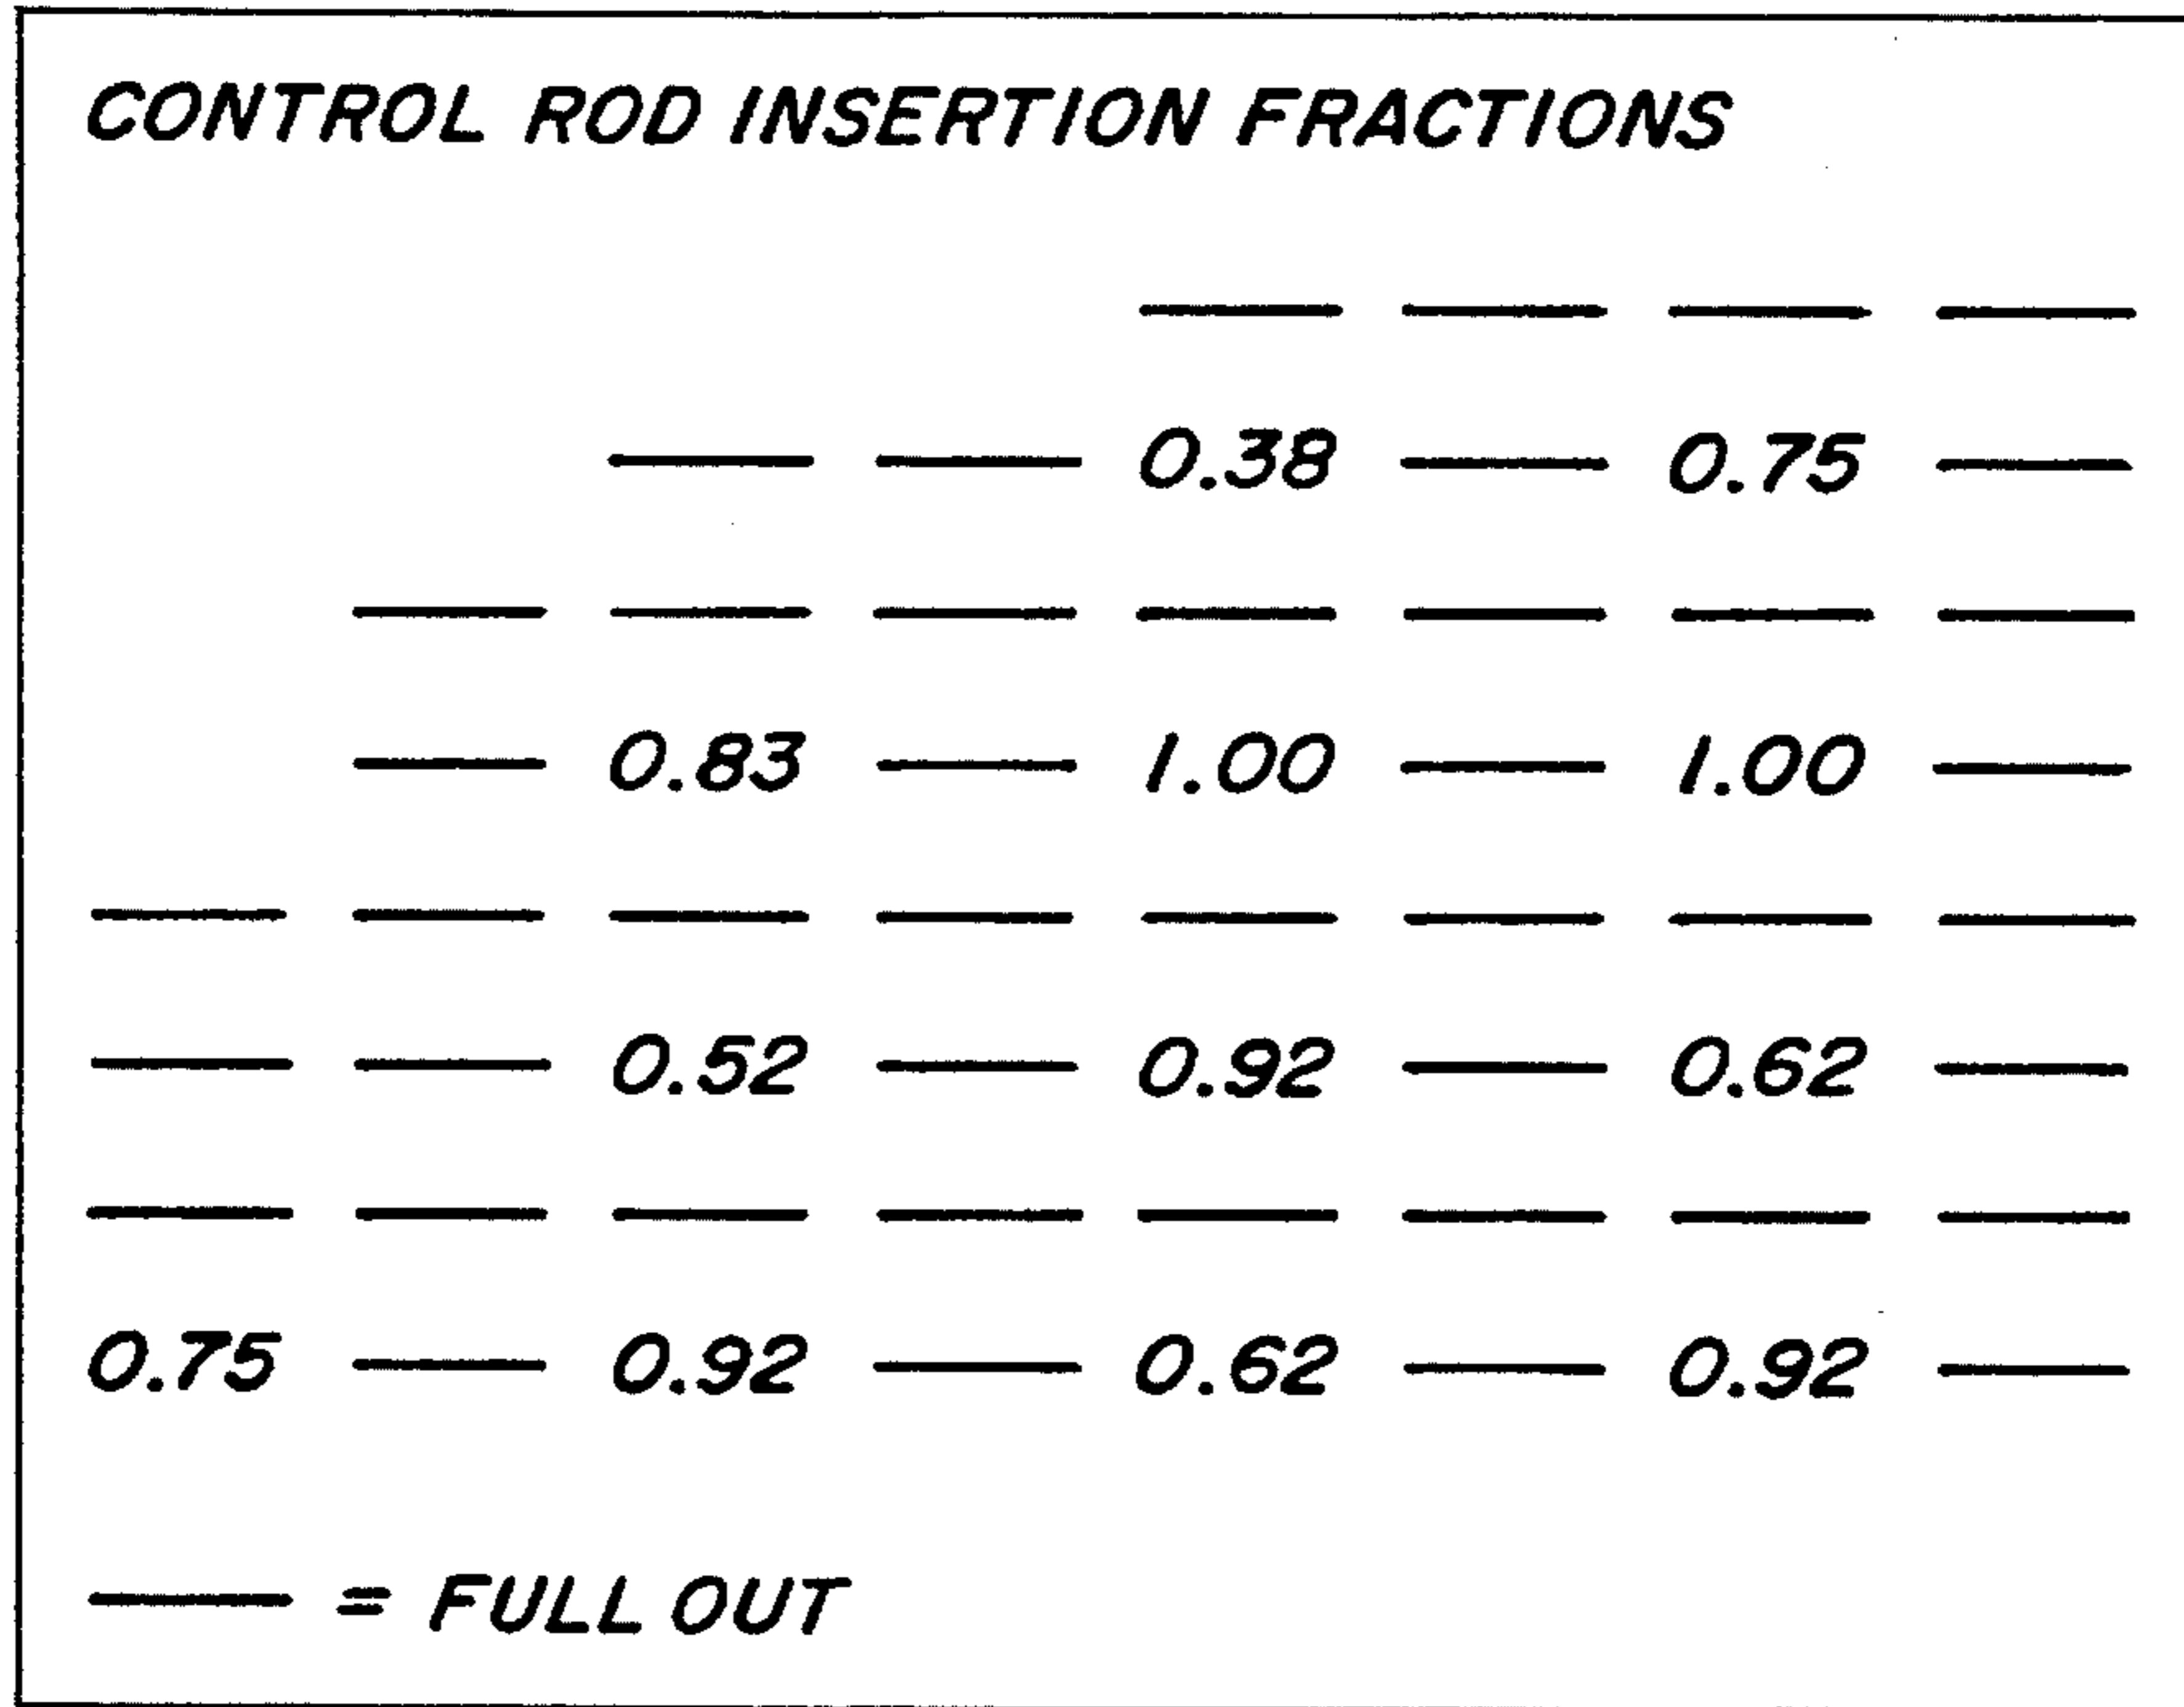 CONTROL ROD INSERTION FRACTIONS
— — — —
— — 0.38 — 0.75 —
— — — — — — —
— 0.83 — 1.00 — 1.00 —
— — — — — — — —
— — 0.52 — 0.92 — 0.62 —
— — — — — — — —
0.75 — 0.92 — 0.62 — 0.92 —
— = FULL OUT